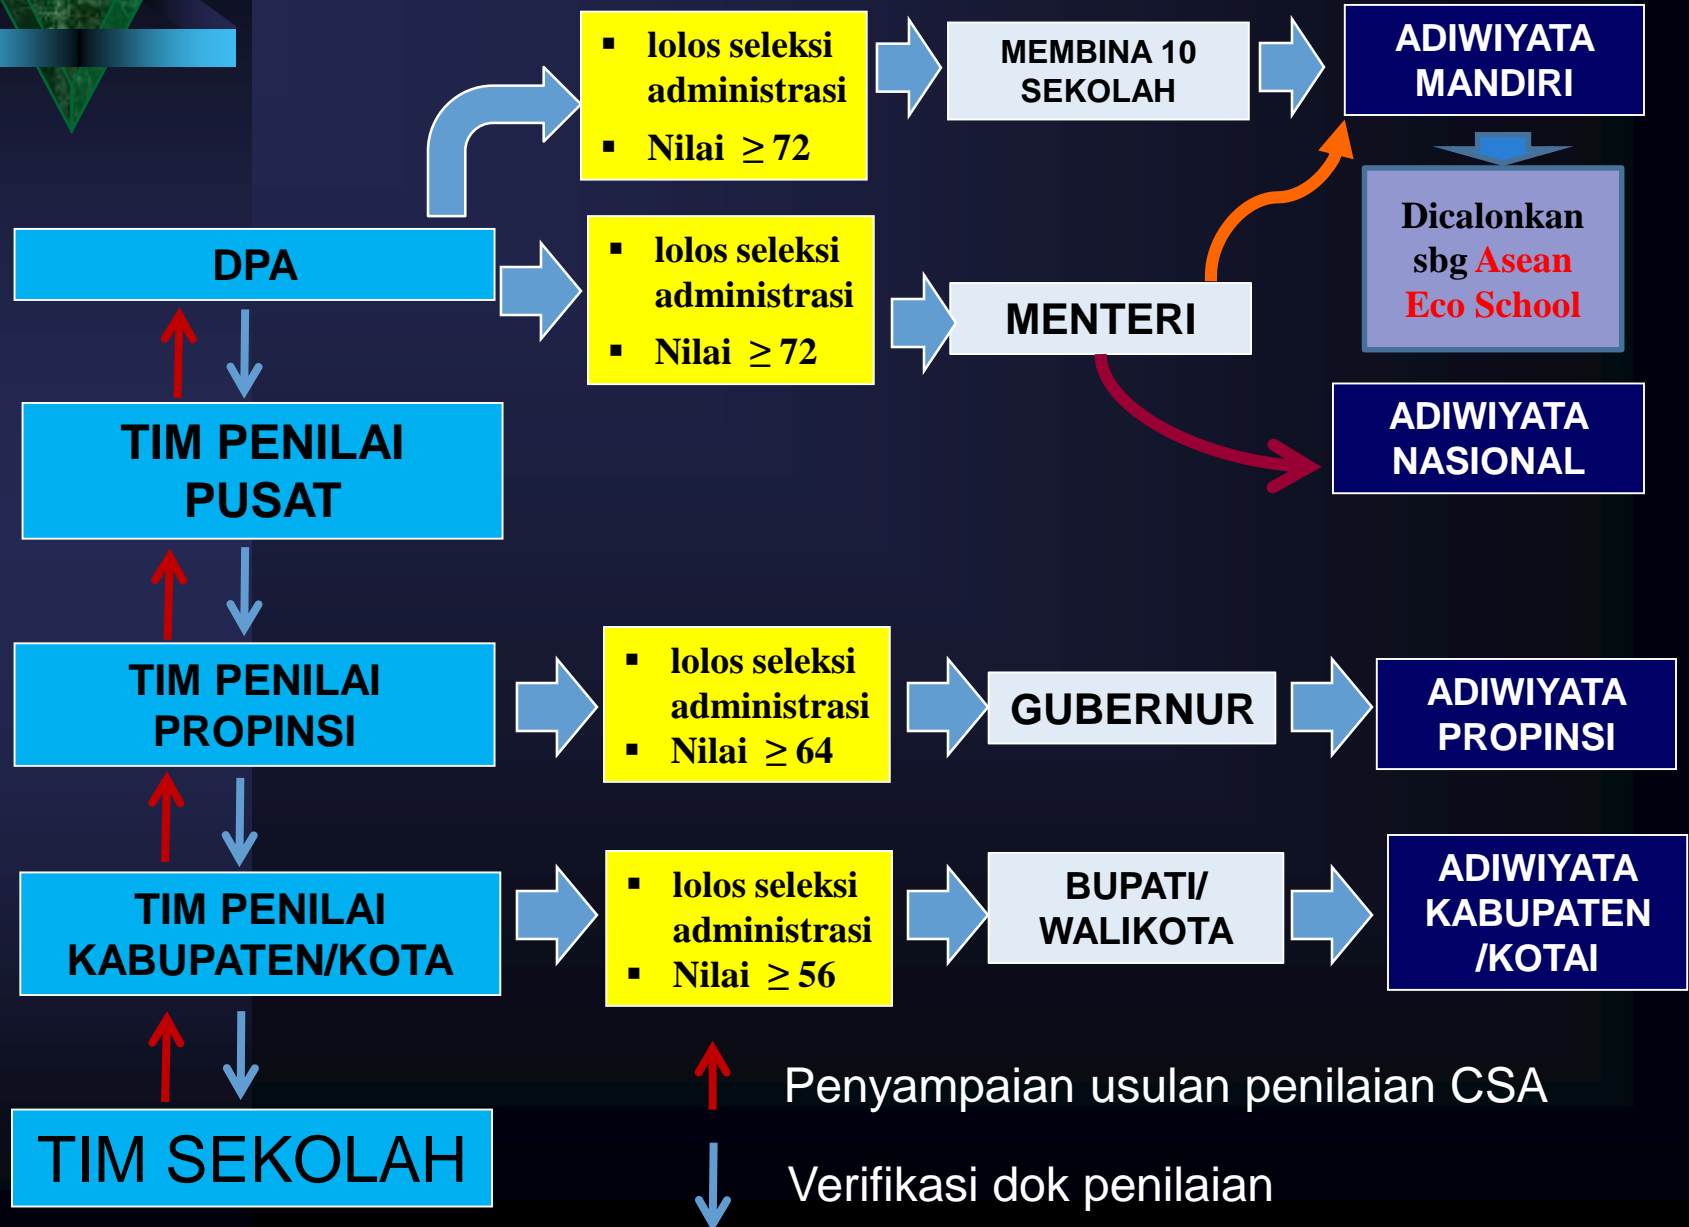 ▪ lolos seleksi
administrasi
▪ Nilai ≥ 72
MEMBINA 10
SEKOLAH
ADIWIYATA
MANDIRI
Dicalonkan
sbg Asean
Eco School
DPA
▪ lolos seleksi
administrasi
▪ Nilai ≥ 72
MENTERI
ADIWIYATA
NASIONAL
TIM PENILAI
PUSAT
TIM PENILAI
PROPINSI
▪ lolos seleksi
administrasi
▪ Nilai ≥ 64
GUBERNUR
ADIWIYATA
PROPINSI
TIM PENILAI
KABUPATEN/KOTA
▪ lolos seleksi
administrasi
▪ Nilai ≥ 56
BUPATI/
WALIKOTA
ADIWIYATA
KABUPATEN
/KOTAI
TIM SEKOLAH
Penyampaian usulan penilaian CSA
Verifikasi dok penilaian